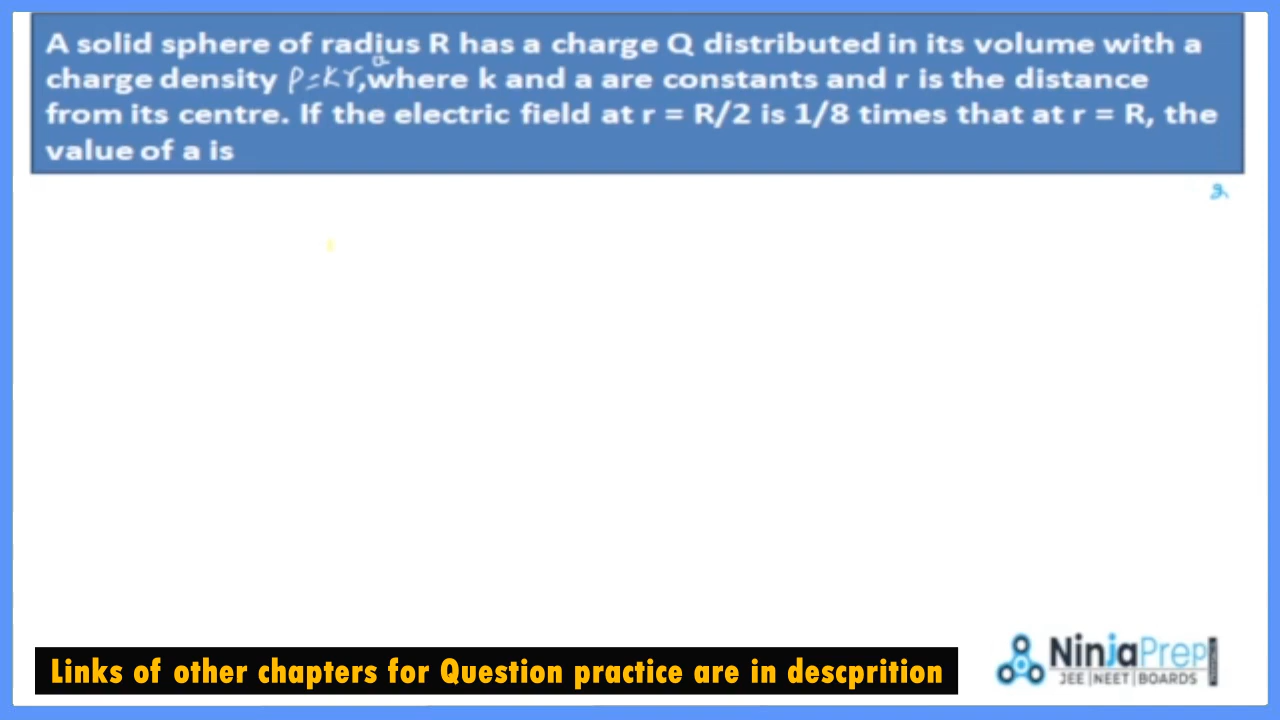 A solid sphere of radius R has a charge Q distributed in its volume with a
charge density ρ=kr^a,where k and a are constants and r is the distance
from its centre. If the electric field at r = R/2 is 1/8 times that at r = R, the
value of a is
2
Links of other chapters for Question practice are in descprition
NinjaPrep
JEE | NEET | BOARDS